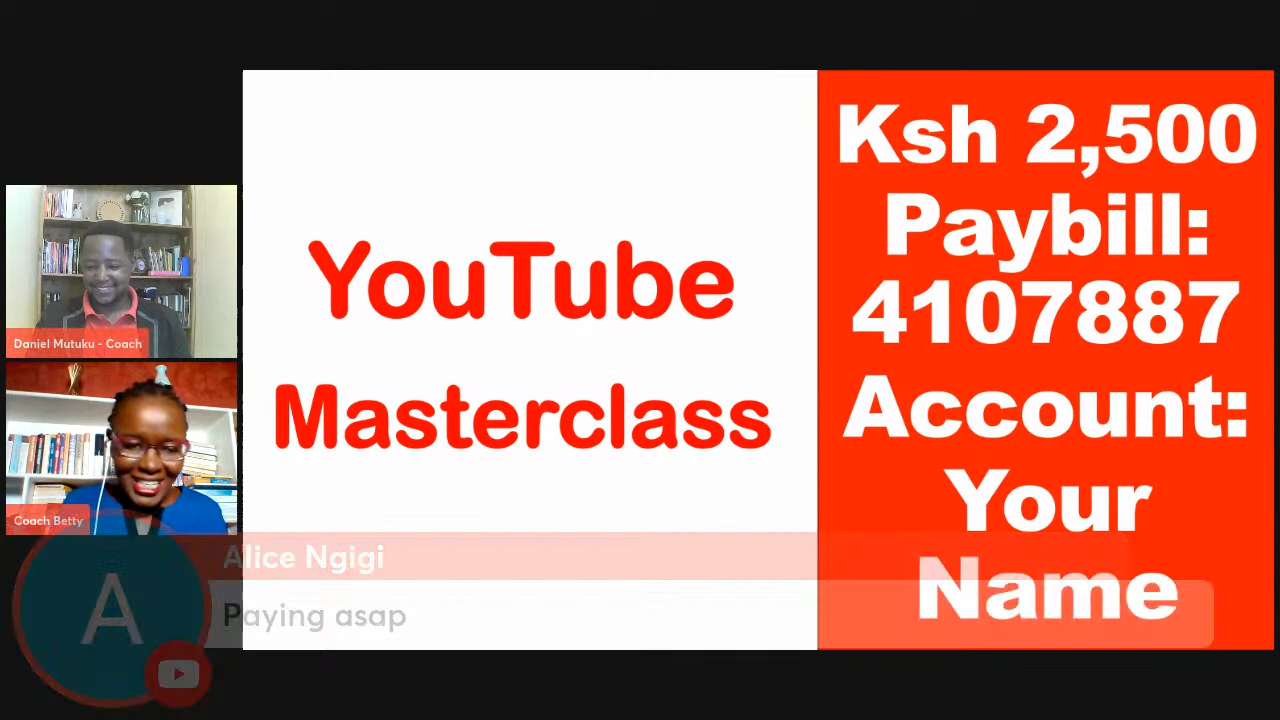 Daniel Mutuku - Coach
Coach Betty
YouTube
Masterclass
Ksh 2,500
Paybill:
4107887
Account:
Your
Name
A
Alice Ngigi
Paying asap